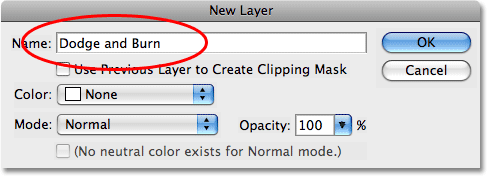 New Layer
Name: Dodge and Burn
OK
Use Previous Layer to Create Clipping Mask
Cancel
Color: None
Mode: Normal Opacity: 100 %
(No neutral color exists for Normal mode.)